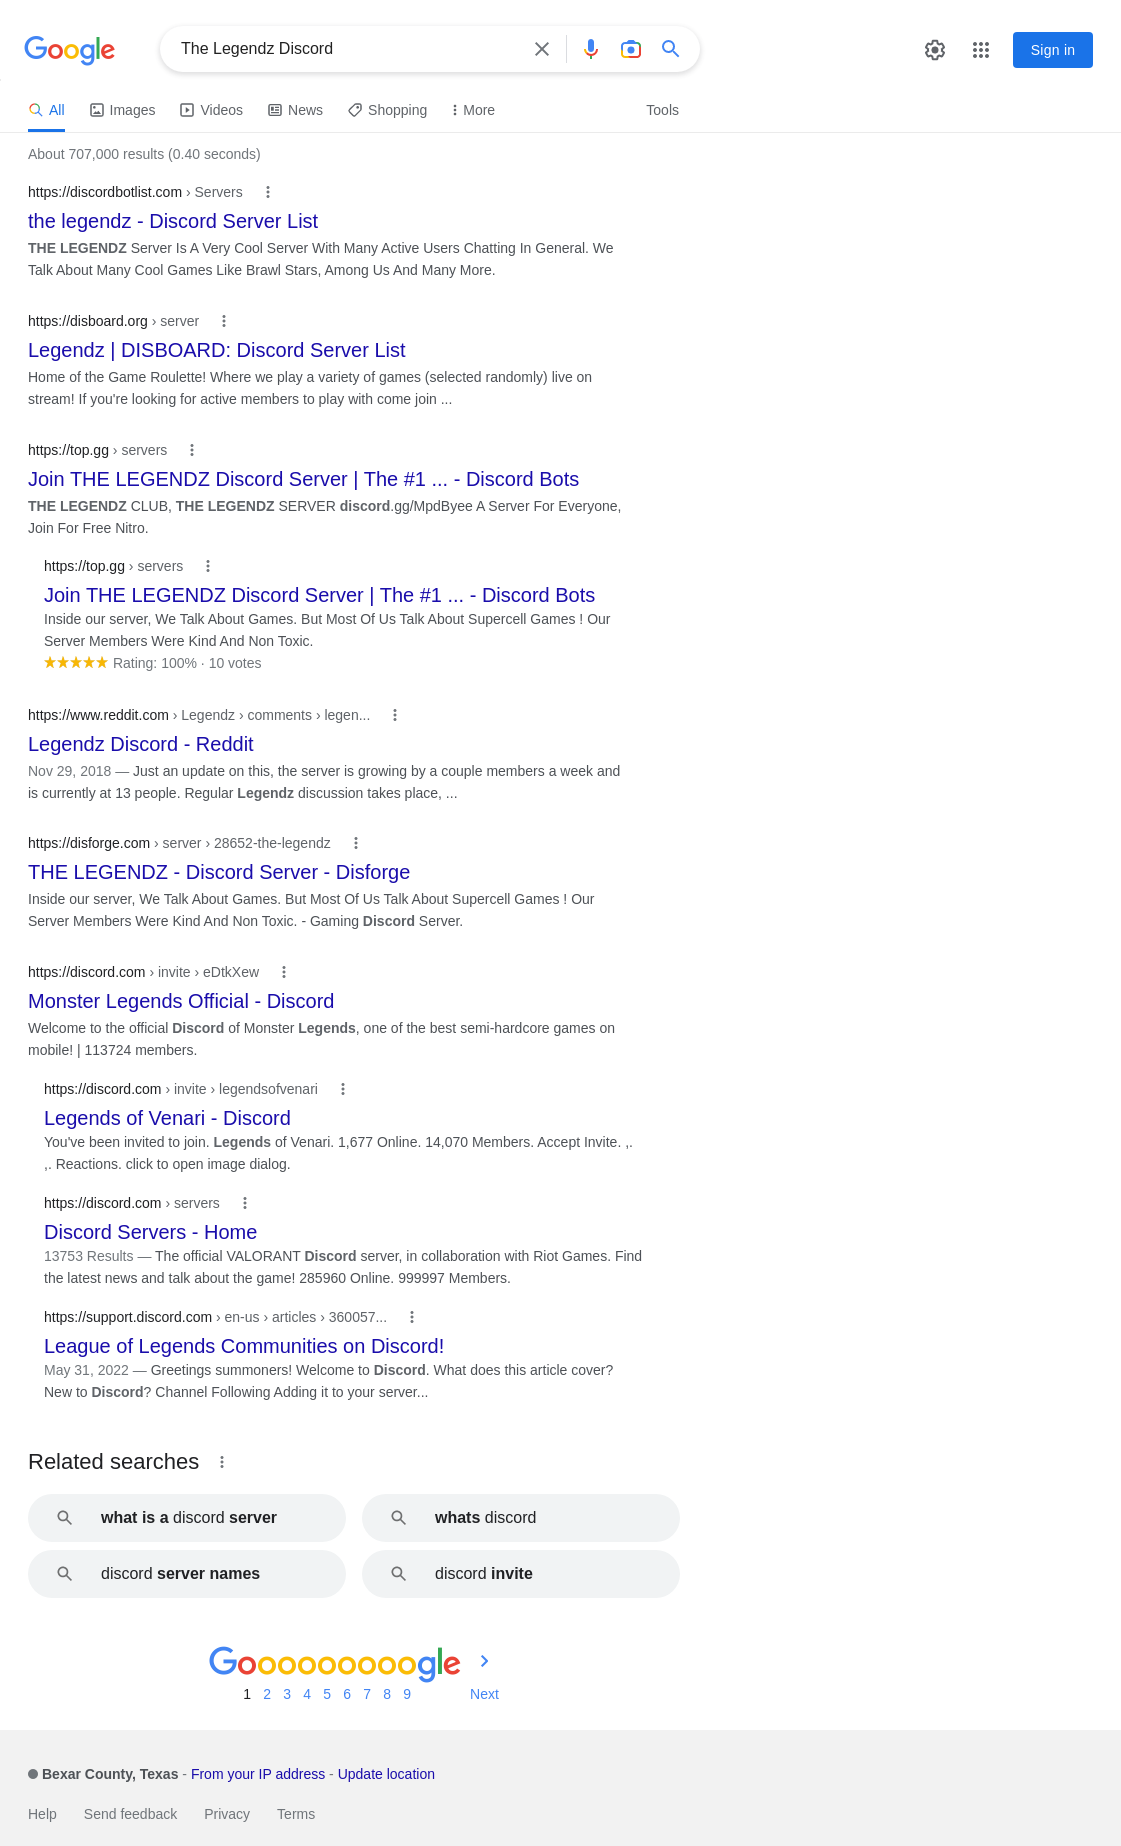 Google
The Legendz Discord
Sign in
All Images Videos News Shopping More Tools
About 707,000 results (0.40 seconds)
https://discordbotlist.com › Servers
the legendz - Discord Server List
THE LEGENDZ Server Is A Very Cool Server With Many Active Users Chatting In General. We
Talk About Many Cool Games Like Brawl Stars, Among Us And Many More.
https://disboard.org › server
Legendz | DISBOARD: Discord Server List
Home of the Game Roulette! Where we play a variety of games (selected randomly) live on
stream! If you're looking for active members to play with come join ...
https://top.gg › servers
Join THE LEGENDZ Discord Server | The #1 ... - Discord Bots
THE LEGENDZ CLUB, THE LEGENDZ SERVER discord.gg/MpdByee A Server For Everyone,
Join For Free Nitro.
https://top.gg › servers
Join THE LEGENDZ Discord Server | The #1 ... - Discord Bots
Inside our server, We Talk About Games. But Most Of Us Talk About Supercell Games ! Our
Server Members Were Kind And Non Toxic.
Rating: 100% · 10 votes
https://www.reddit.com › Legendz › comments › legen...
Legendz Discord - Reddit
Nov 29, 2018 — Just an update on this, the server is growing by a couple members a week and
is currently at 13 people. Regular Legendz discussion takes place, ...
https://disforge.com › server › 28652-the-legendz
THE LEGENDZ - Discord Server - Disforge
Inside our server, We Talk About Games. But Most Of Us Talk About Supercell Games ! Our
Server Members Were Kind And Non Toxic. - Gaming Discord Server.
https://discord.com › invite › eDtkXew
Monster Legends Official - Discord
Welcome to the official Discord of Monster Legends, one of the best semi-hardcore games on
mobile! | 113724 members.
https://discord.com › invite › legendsofvenari
Legends of Venari - Discord
You've been invited to join. Legends of Venari. 1,677 Online. 14,070 Members. Accept Invite. ,.
,. Reactions. click to open image dialog.
https://discord.com › servers
Discord Servers - Home
13753 Results — The official VALORANT Discord server, in collaboration with Riot Games. Find
the latest news and talk about the game! 285960 Online. 999997 Members.
https://support.discord.com › en-us › articles › 360057...
League of Legends Communities on Discord!
May 31, 2022 — Greetings summoners! Welcome to Discord. What does this article cover?
New to Discord? Channel Following Adding it to your server...
Related searches
what is a discord server
whats discord
discord server names
discord invite
Goooooooooogle
1 2 3 4 5 6 7 8 9 Next
Bexar County, Texas - From your IP address - Update location
Help Send feedback Privacy Terms